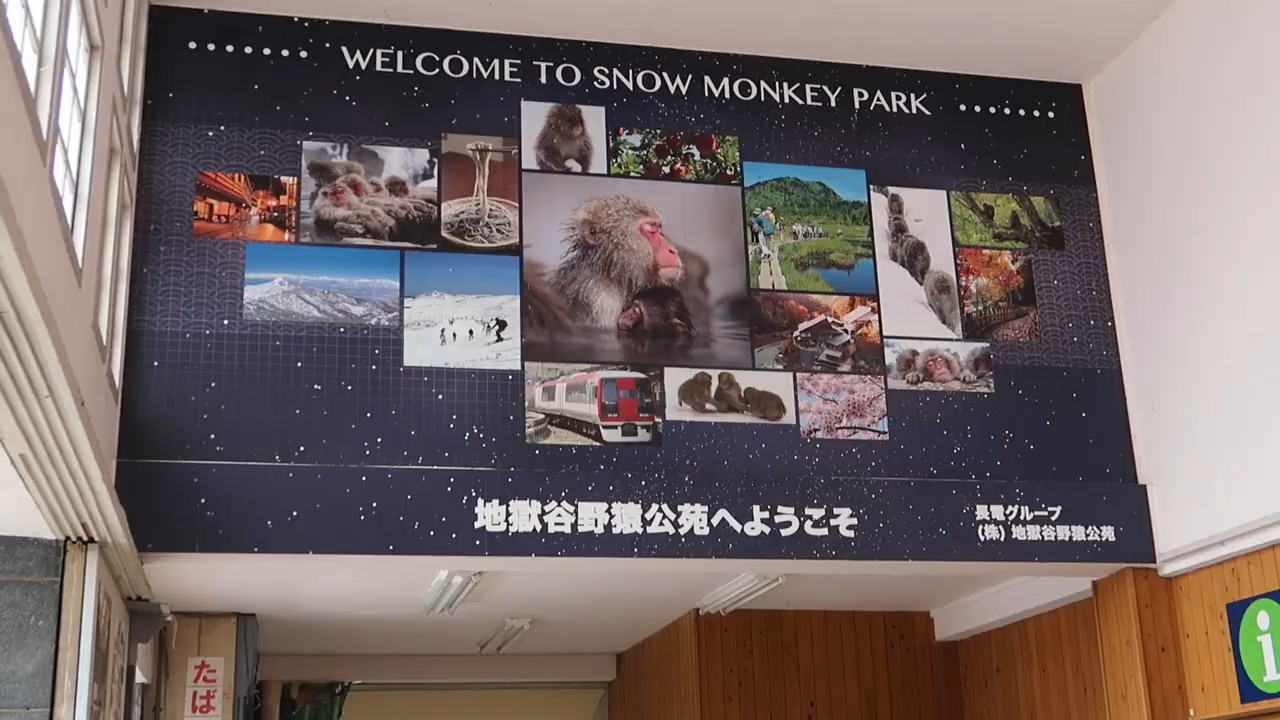 WELCOME TO SNOW MONKEY PARK
地獄谷野猿公苑へようこそ
長電グループ
(株) 地獄谷野猿公苑
たば
i